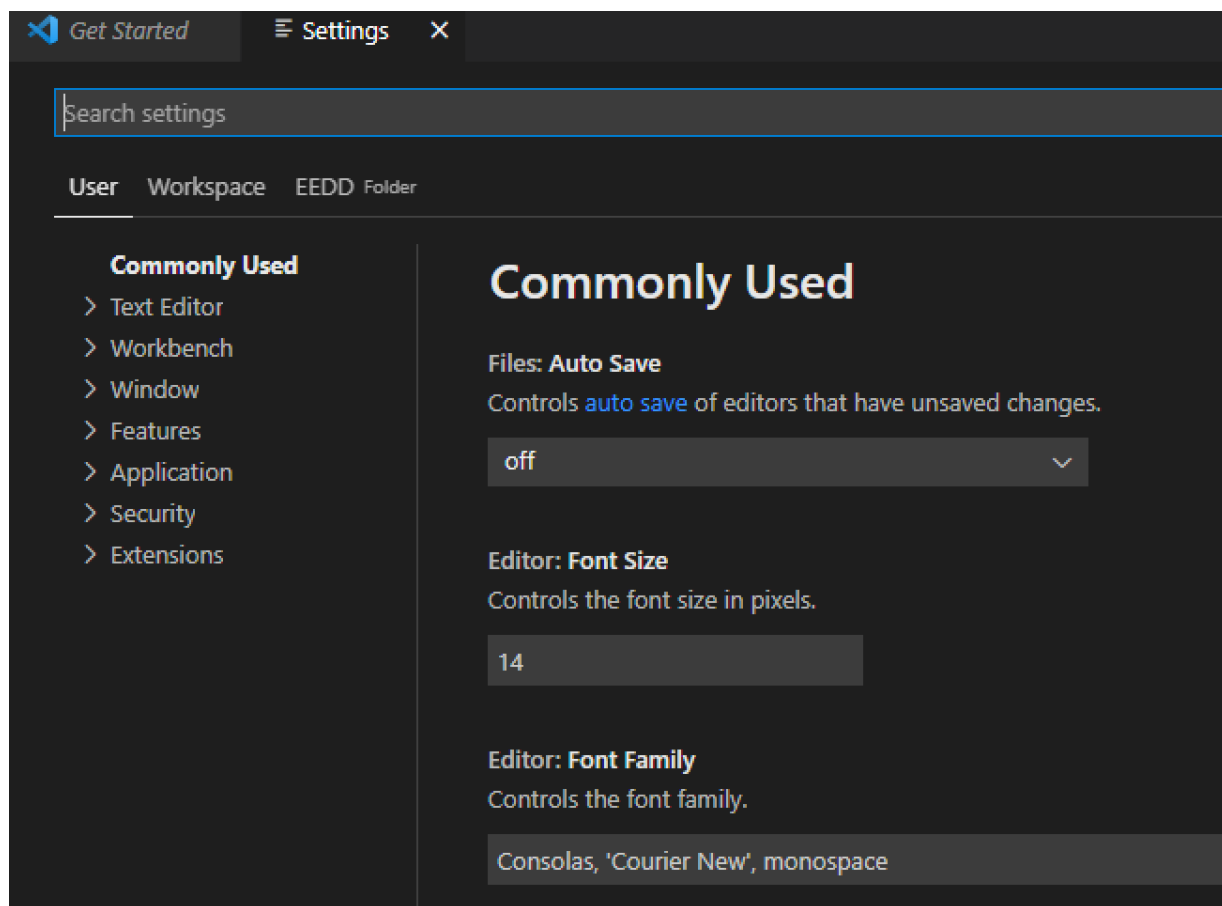 Get Started Settings
Search settings
User Workspace EEDD Folder
Commonly Used
Text Editor
Workbench
Window
Features
Application
Security
Extensions
Commonly Used
Files: Auto Save
Controls auto save of editors that have unsaved changes.
off
Editor: Font Size
Controls the font size in pixels.
14
Editor: Font Family
Controls the font family.
Consolas, 'Courier New', monospace